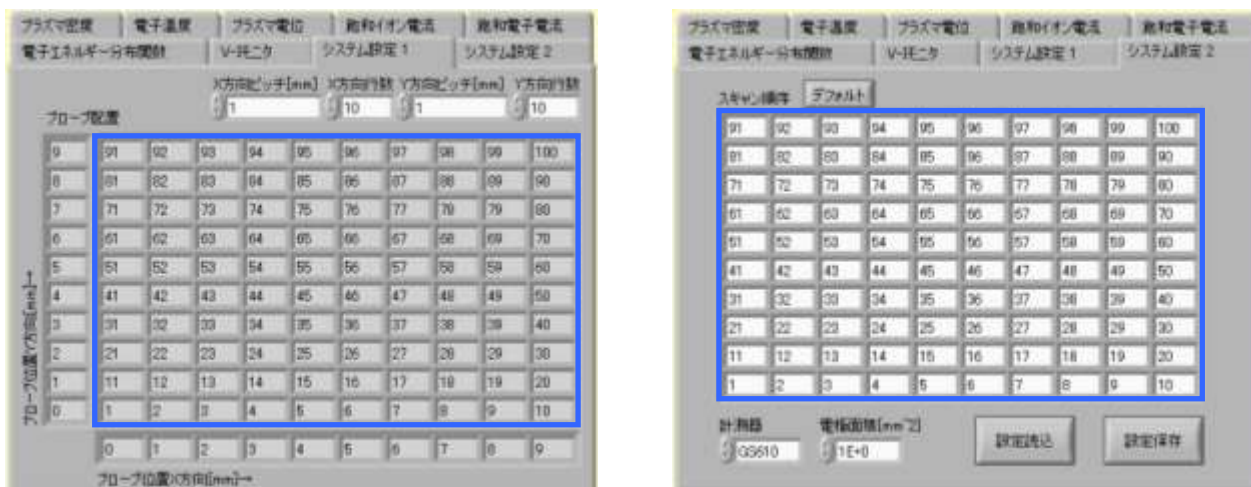 プラズマ密度 電子温度 プラズマ電位 飽和イオン電流 飽和電子電流
電子エネルギー分布関数 V-Iモニタ システム設定1 システム設定2
X方向ピッチ[mm] X方向行数 Y方向ピッチ[mm] Y方向行数
1 10 1 10
プローブ配置
9 91 92 93 94 95 96 97 98 99 100
8 81 82 83 84 85 86 87 88 89 90
7 71 72 73 74 75 76 77 78 79 80
6 61 62 63 64 65 66 67 68 69 70
5 51 52 53 54 55 56 57 58 59 60
4 41 42 43 44 45 46 47 48 49 50
3 31 32 33 34 35 36 37 38 39 40
2 21 22 23 24 25 26 27 28 29 30
1 11 12 13 14 15 16 17 18 19 20
0 1 2 3 4 5 6 7 8 9 10
プローブ位置Y方向[mm]→
0 1 2 3 4 5 6 7 8 9
プローブ位置X方向[mm]→
プラズマ密度 電子温度 プラズマ電位 飽和イオン電流 飽和電子電流
電子エネルギー分布関数 V-Iモニタ システム設定1 システム設定2
スキャン順序 デフォルト
91 92 93 94 95 96 97 98 99 100
81 82 83 84 85 86 87 88 89 90
71 72 73 74 75 76 77 78 79 80
61 62 63 64 65 66 67 68 69 70
51 52 53 54 55 56 57 58 59 60
41 42 43 44 45 46 47 48 49 50
31 32 33 34 35 36 37 38 39 40
21 22 23 24 25 26 27 28 29 30
11 12 13 14 15 16 17 18 19 20
1 2 3 4 5 6 7 8 9 10
計測器 電極面積[mm^2]
GS610 1E+0 設定読込 設定保存